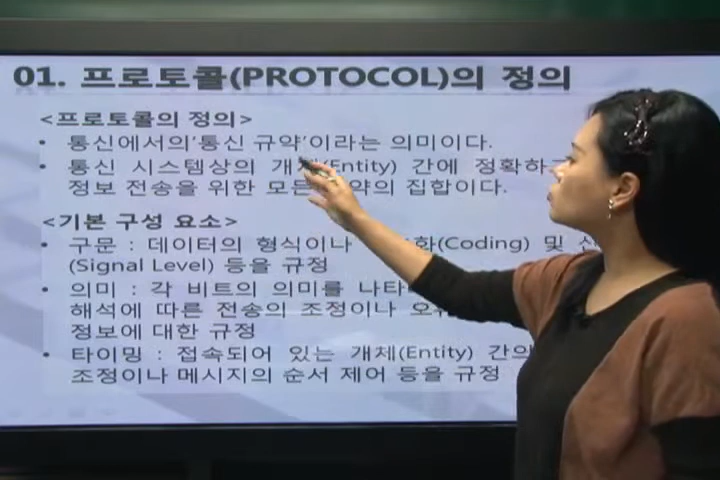 01. 프로토콜(PROTOCOL)의 정의
<프로토콜의 정의>
• 통신에서의'통신 규약'이라는 의미이다.
• 통신 시스템상의 (Entity) 간에 정확하
정보 전송을 위한 모든 집합이다.
<기본 구성 요소>
• 구문 : 데이터의 형식이나 (Coding) 및
(Signal Level) 등을 규정
• 의미 : 각 비트의 의미를
해석에 따른 전송의 조정이나
정보에 대한 규정
• 타이밍 : 접속되어 있는 개체(Entity) 간의
조정이나 메시지의 순서 제어 등을 규정